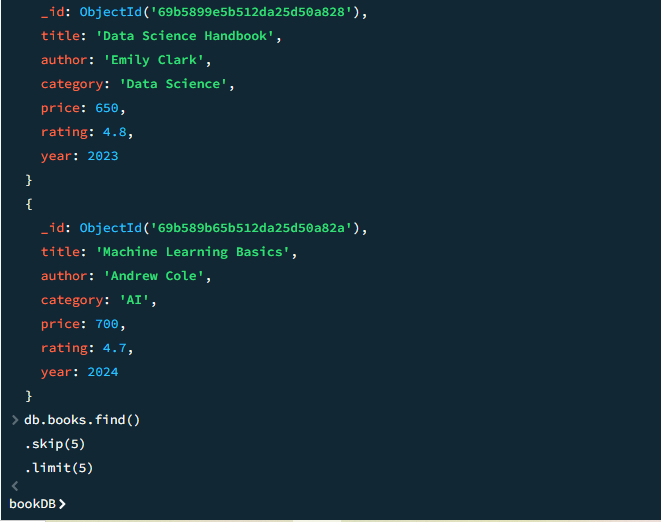 _id: ObjectId('69b5899e5b512da25d50a828'),
title: 'Data Science Handbook',
author: 'Emily Clark',
category: 'Data Science',
price: 650,
rating: 4.8,
year: 2023
}
{
_id: ObjectId('69b589b65b512da25d50a82a'),
title: 'Machine Learning Basics',
author: 'Andrew Cole',
category: 'AI',
price: 700,
rating: 4.7,
year: 2024
}
> db.books.find()
.skip(5)
.limit(5)
<
bookDB>